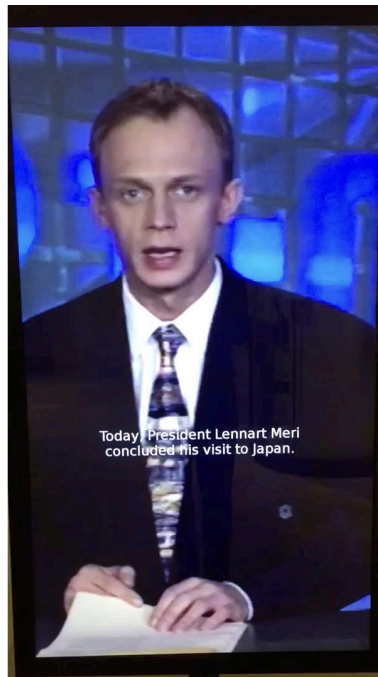 Today, President Lennart Meri
concluded his visit to Japan.